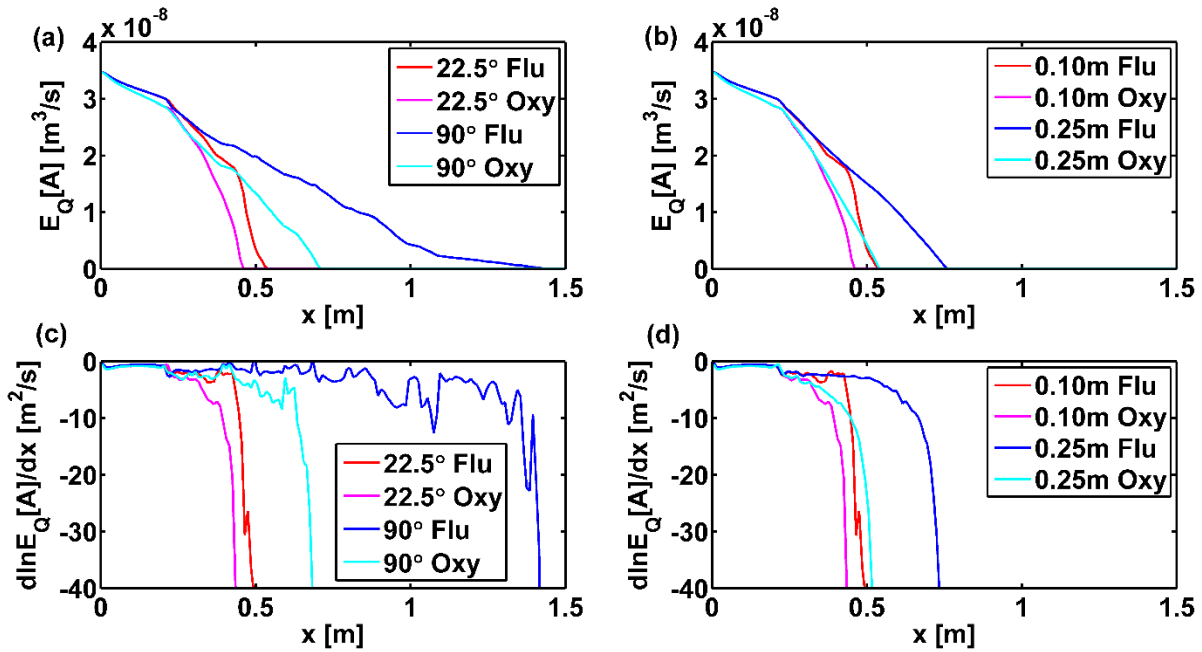 (a)
x 10^-8
E_Q[A] [m^3/s]
4
3
2
1
0
0
0.5
1
1.5
x [m]
22.5° Flu
22.5° Oxy
90° Flu
90° Oxy
(b)
x 10^-8
E_Q[A] [m^3/s]
4
3
2
1
0
0
0.5
1
1.5
x [m]
0.10m Flu
0.10m Oxy
0.25m Flu
0.25m Oxy
(c)
dlnE_Q[A]/dx [m^2/s]
0
-10
-20
-30
-40
0
0.5
1
1.5
x [m]
22.5° Flu
22.5° Oxy
90° Flu
90° Oxy
(d)
dlnE_Q[A]/dx [m^2/s]
0
-10
-20
-30
-40
0
0.5
1
1.5
x [m]
0.10m Flu
0.10m Oxy
0.25m Flu
0.25m Oxy